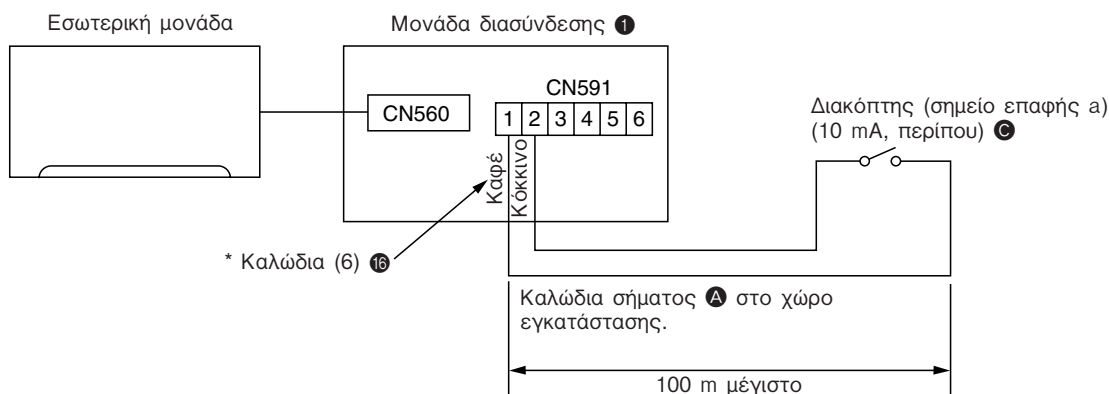 Εσωτερική μονάδα
Μονάδα διασύνδεσης ❶
CN560
CN591
1 2 3 4 5 6
Καφέ
Κόκκινο
Διακόπτης (σημείο επαφής a)
(10 mA, περίπου) 🅒
* Καλώδια (6) ⓰
Καλώδια σήματος 🅐 στο χώρο
εγκατάστασης.
100 m μέγιστο